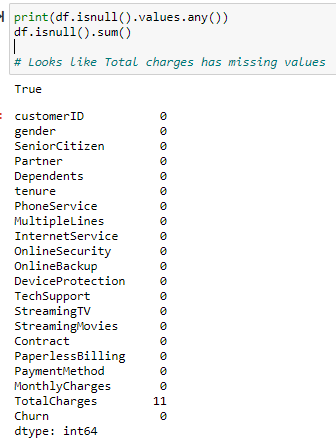 print(df.isnull().values.any())
df.isnull().sum()
# Looks like Total charges has missing values
True
customerID 0
gender 0
SeniorCitizen 0
Partner 0
Dependents 0
tenure 0
PhoneService 0
MultipleLines 0
InternetService 0
OnlineSecurity 0
OnlineBackup 0
DeviceProtection 0
TechSupport 0
StreamingTV 0
StreamingMovies 0
Contract 0
PaperlessBilling 0
PaymentMethod 0
MonthlyCharges 0
TotalCharges 11
Churn 0
dtype: int64